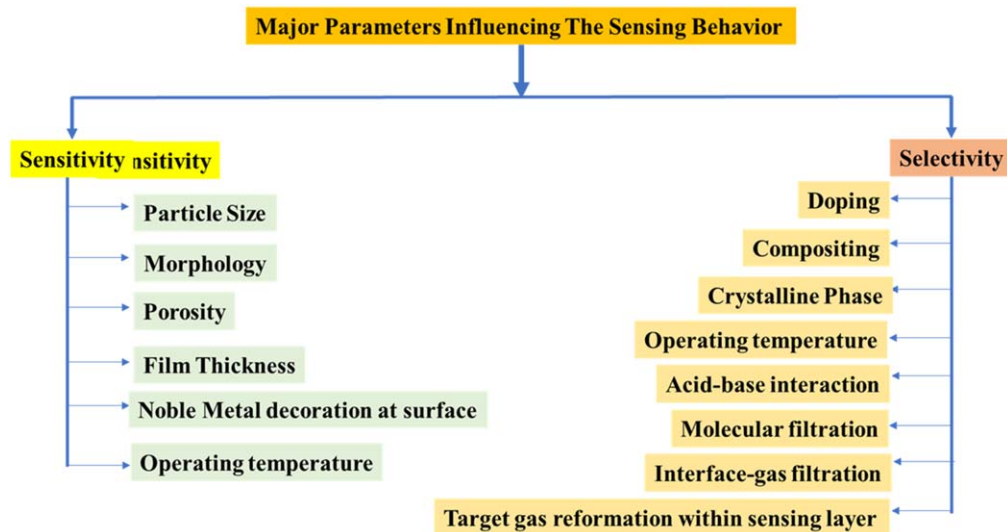 Major Parameters Influencing The Sensing Behavior
Sensitivity nsitivity
Particle Size
Morphology
Porosity
Film Thickness
Noble Metal decoration at surface
Operating temperature
Selectivity
Doping
Compositing
Crystalline Phase
Operating temperature
Acid-base interaction
Molecular filtration
Interface-gas filtration
Target gas reformation within sensing layer